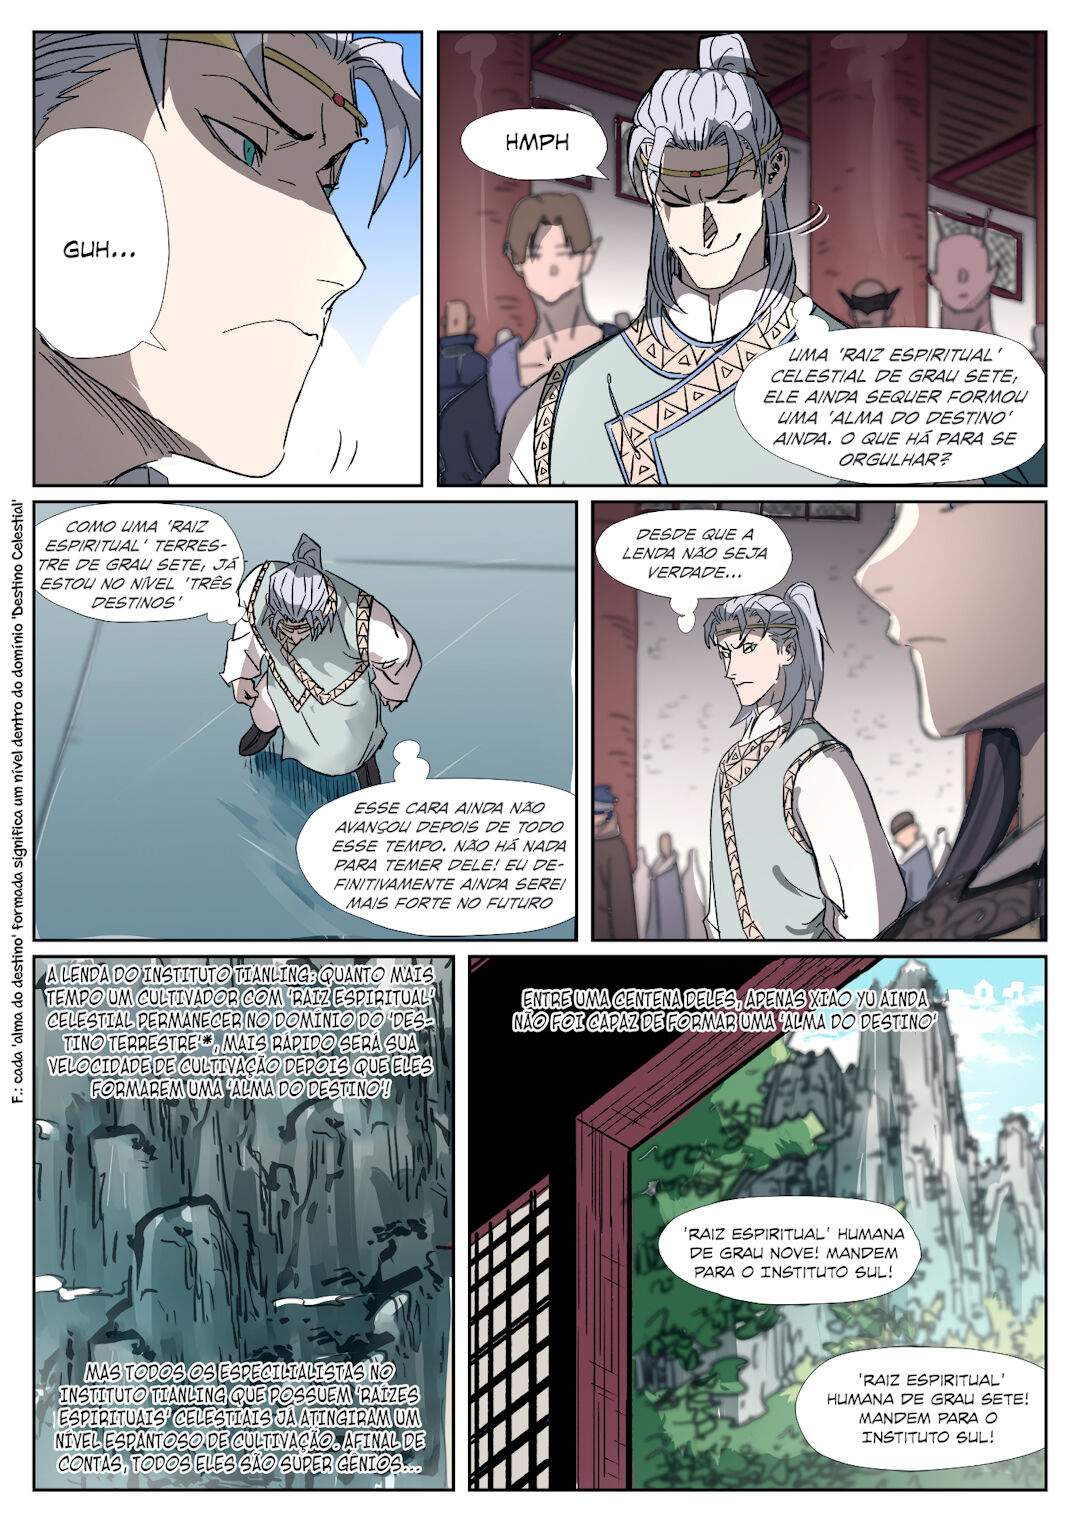 GUH...
HMPH
UMA 'RAIZ ESPIRITUAL'
CELESTIAL DE GRAU SETE,
ELE AINDA SEQUER FORMOU
UMA 'ALMA DO DESTINO'
AINDA. O QUE HÁ PARA SE
ORGULHAR?
COMO UMA 'RAIZ
ESPIRITUAL' TERRES-
TRE DE GRAU SETE, JÁ
ESTOU NO NÍVEL 'TRÊS
DESTINOS'
ESSE CARA AINDA NÃO
AVANÇOU DEPOIS DE TODO
ESSE TEMPO. NÃO HÁ NADA
PARA TEMER DELE! EU DE-
FINITIVAMENTE AINDA SEREI
MAIS FORTE NO FUTURO
DESDE QUE A
LENDA NÃO SEJA
VERDADE...
F.: cada 'alma do destino' formada significa um nível dentro do domínio 'Destino Celestial'
A LENDA DO INSTITUTO TIANLING: QUANTO MAIS
TEMPO UM CULTIVADOR COM 'RAIZ ESPIRITUAL'
CELESTIAL PERMANECER NO DOMÍNIO DO 'DES-
TINO TERRESTRE'*, MAIS RÁPIDO SERÁ SUA
VELOCIDADE DE CULTIVAÇÃO DEPOIS QUE ELES
FORMAREM UMA 'ALMA DO DESTINO'!
MAS TODOS OS ESPECILIALISTAS NO
INSTITUTO TIANLING QUE POSSUEM 'RAÍZES
ESPIRITUAIS' CELESTIAIS JÁ ATINGIRAM UM
NÍVEL ESPANTOSO DE CULTIVAÇÃO. AFINAL DE
CONTAS, TODOS ELES SÃO SUPER GÊNIOS...
ENTRE UMA CENTENA DELES, APENAS XIAO YU AINDA
NÃO FOI CAPAZ DE FORMAR UMA 'ALMA DO DESTINO'
'RAIZ ESPIRITUAL' HUMANA
DE GRAU NOVE! MANDEM
PARA O INSTITUTO SUL!
'RAIZ ESPIRITUAL'
HUMANA DE GRAU SETE!
MANDEM PARA O
INSTITUTO SUL!